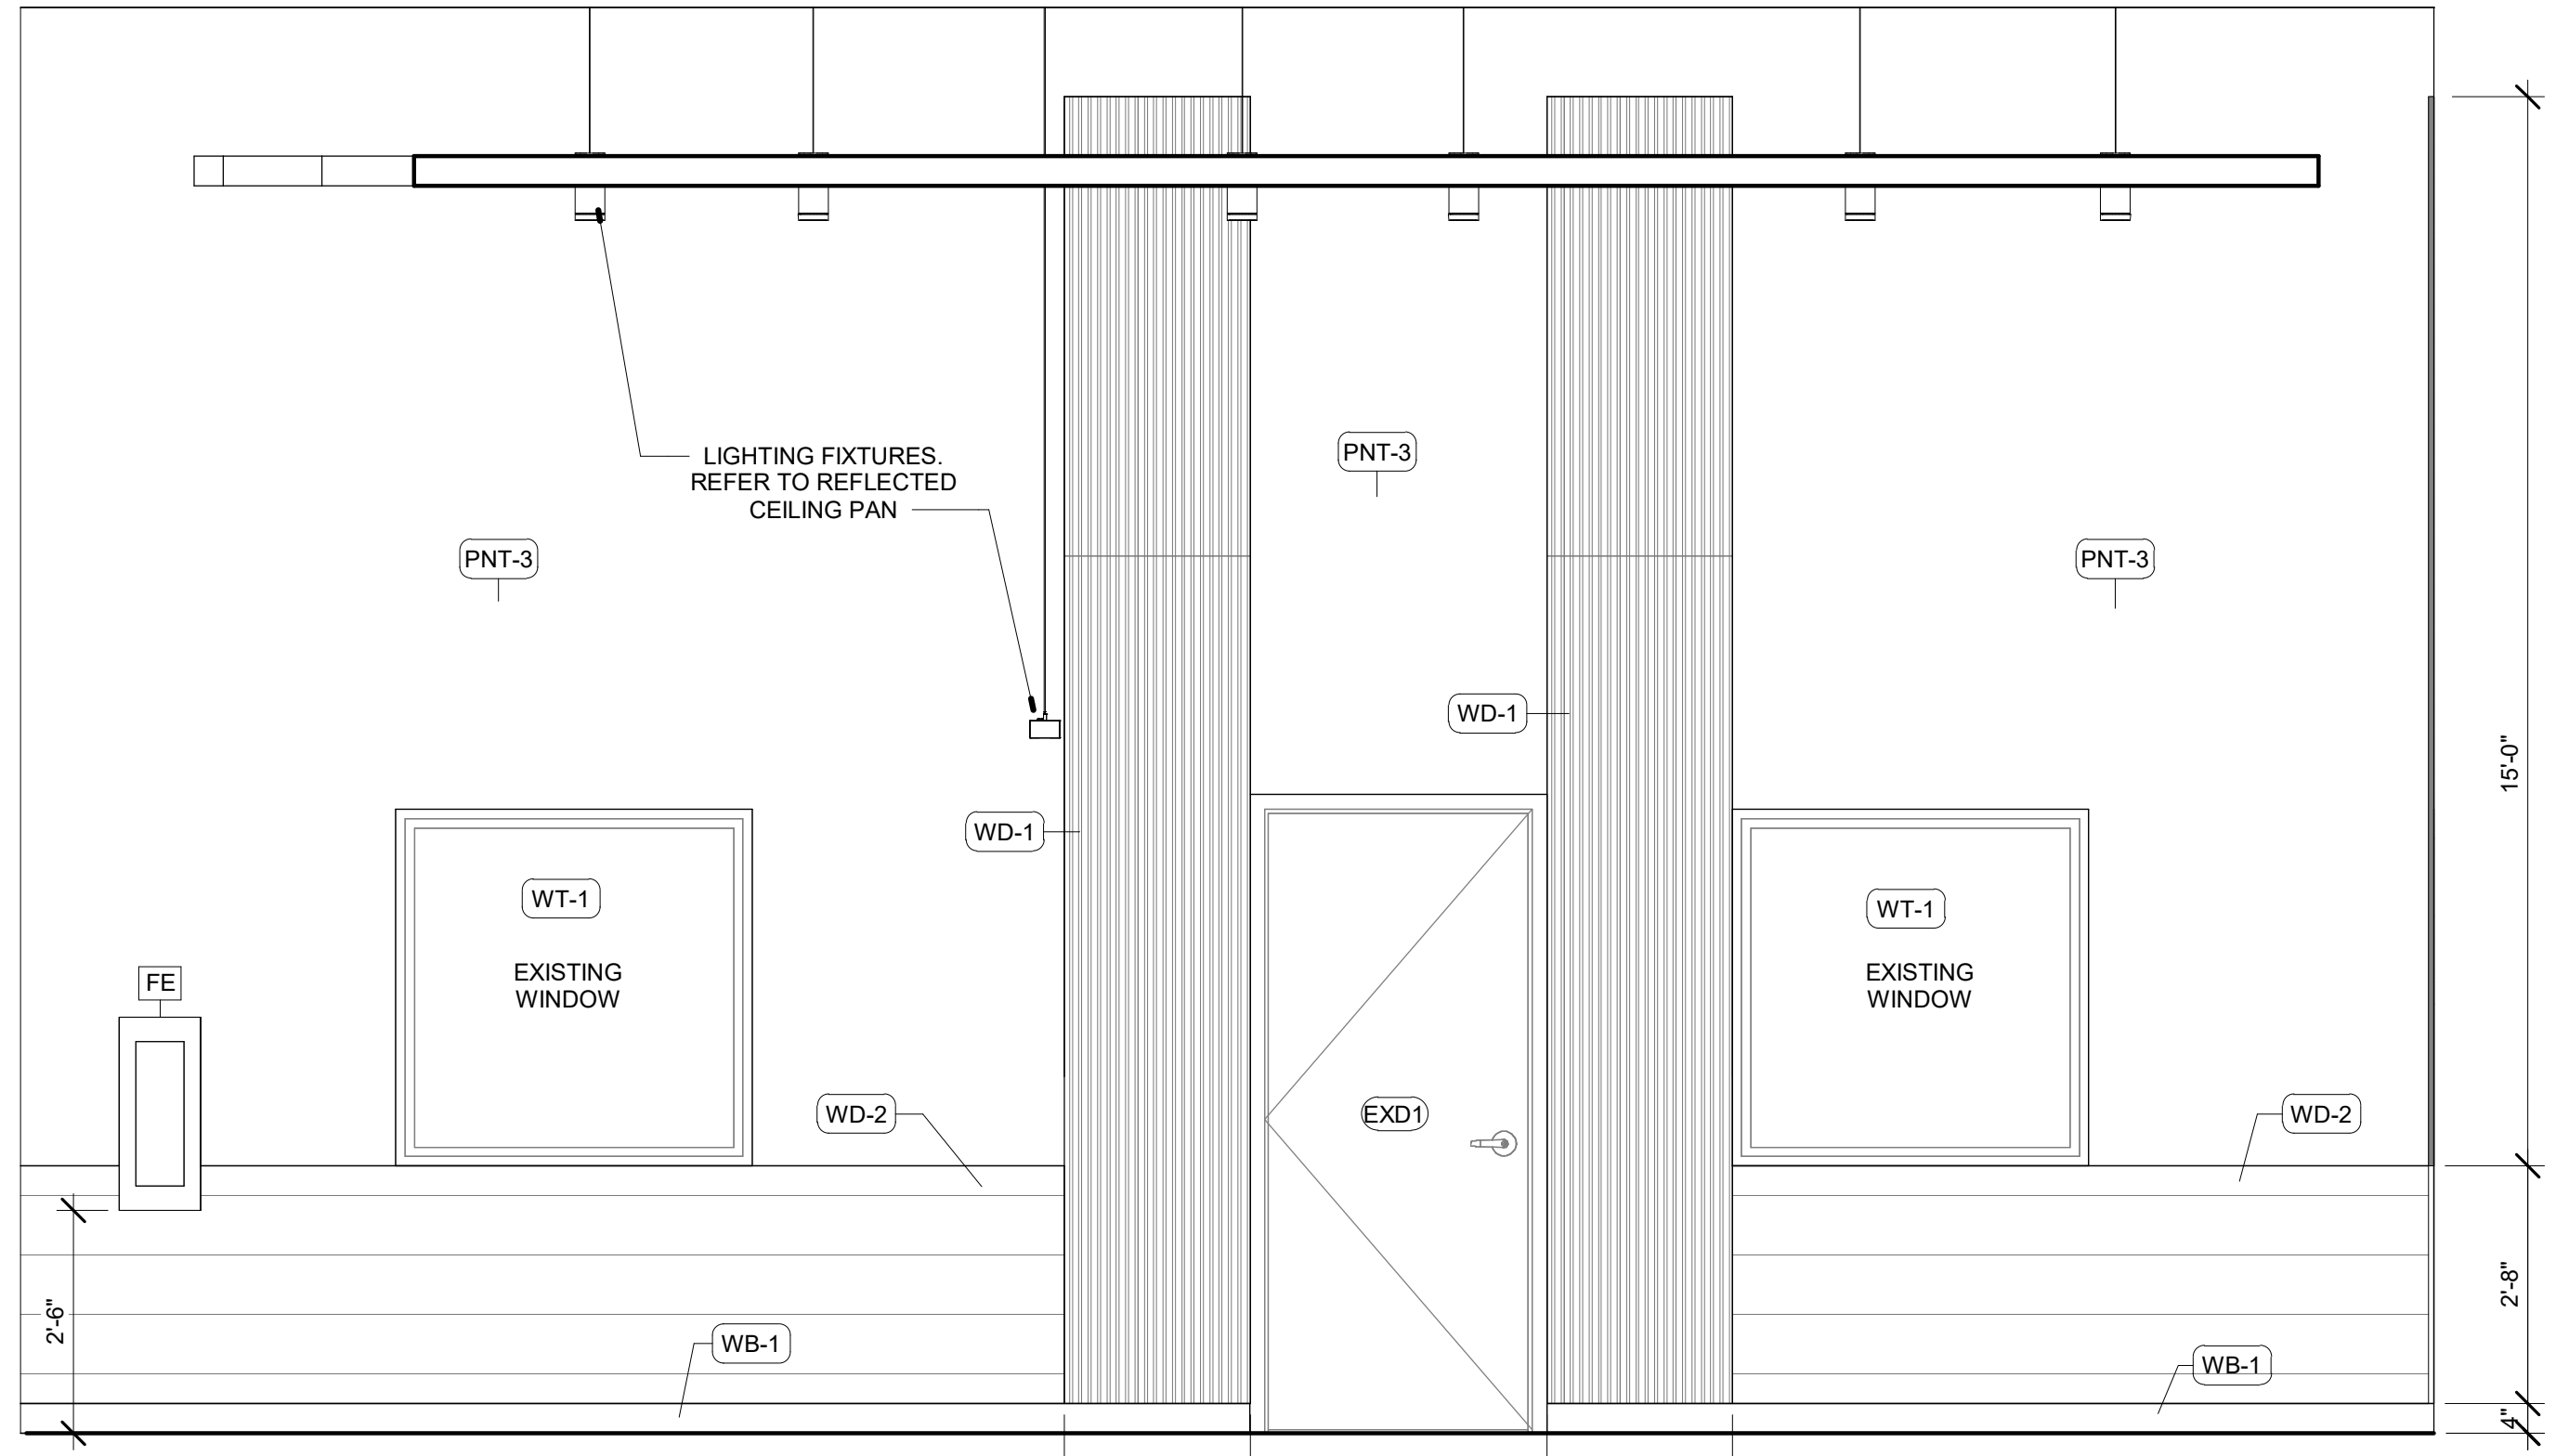 LIGHTING FIXTURES.
REFER TO REFLECTED
CEILING PAN
PNT-3
PNT-3
PNT-3
WD-1
WD-1
15'-0"
WT-1
EXISTING
WINDOW
WT-1
EXISTING
WINDOW
FE
WD-2
EXD1
WD-2
2'-6"
2'-8"
WB-1
WB-1
4"